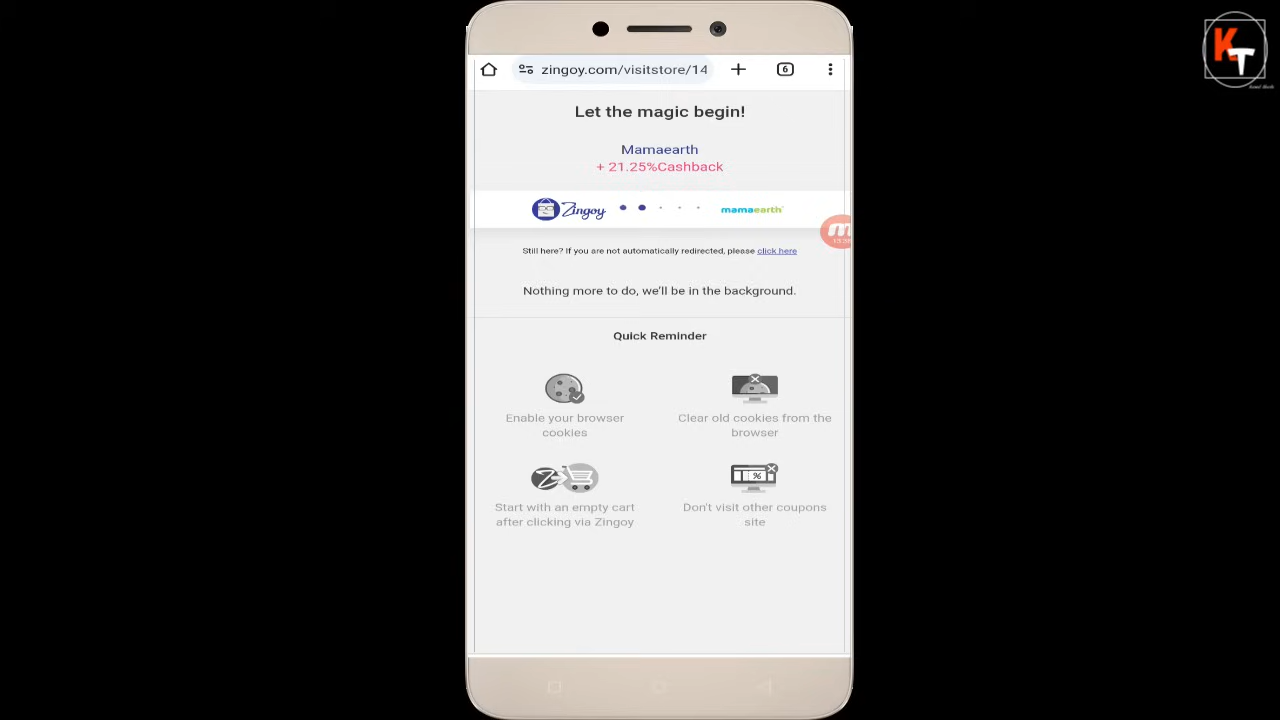 KT
zingoy.com/visitstore/14
6
Let the magic begin!
Mamaearth
+ 21.25%Cashback
Zingoy
mamaearth
Still here? If you are not automatically redirected, please click here
Nothing more to do, we'll be in the background.
Quick Reminder
Enable your browser
cookies
Clear old cookies from the
browser
Start with an empty cart
after clicking via Zingoy
Don't visit other coupons
site